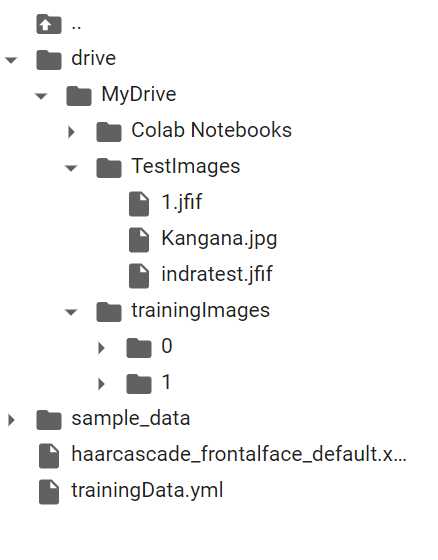 ..
drive
MyDrive
Colab Notebooks
TestImages
1.jfif
Kangana.jpg
indratest.jfif
trainingImages
0
1
sample_data
haarcascade_frontalface_default.x...
trainingData.yml